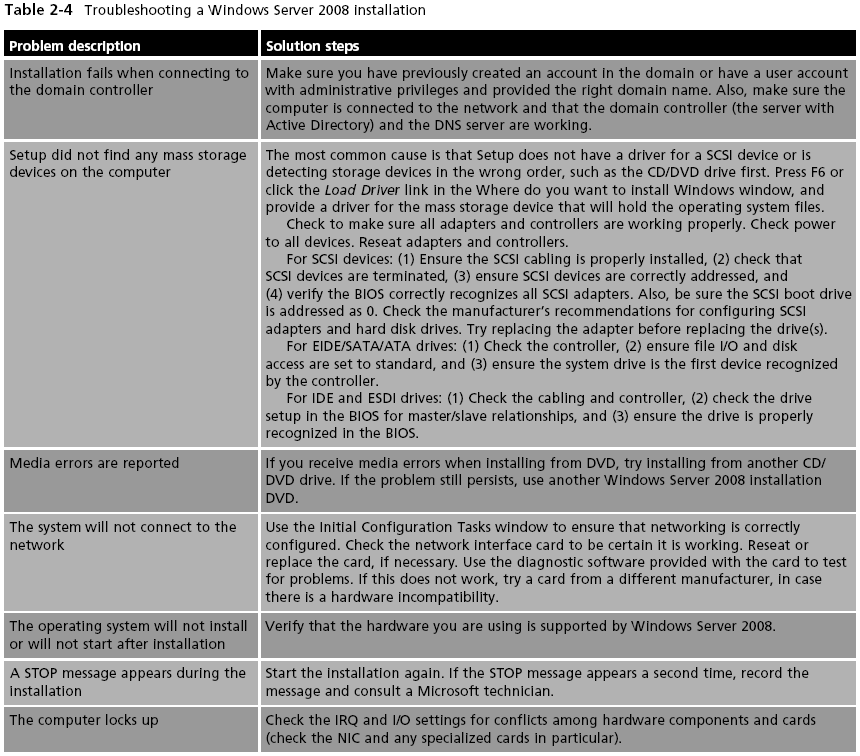 Table 2-4 Troubleshooting a Windows Server 2008 installation
Problem description
Solution steps
Installation fails when connecting to
the domain controller
Make sure you have previously created an account in the domain or have a user account
with administrative privileges and provided the right domain name. Also, make sure the
computer is connected to the network and that the domain controller (the server with
Active Directory) and the DNS server are working.
Setup did not find any mass storage
devices on the computer
The most common cause is that Setup does not have a driver for a SCSI device or is
detecting storage devices in the wrong order, such as the CD/DVD drive first. Press F6 or
click the Load Driver link in the Where do you want to install Windows window, and
provide a driver for the mass storage device that will hold the operating system files.
Check to make sure all adapters and controllers are working properly. Check power
to all devices. Reseat adapters and controllers.
For SCSI devices: (1) Ensure the SCSI cabling is properly installed, (2) check that
SCSI devices are terminated, (3) ensure SCSI devices are correctly addressed, and
(4) verify the BIOS correctly recognizes all SCSI adapters. Also, be sure the SCSI boot drive
is addressed as 0. Check the manufacturer's recommendations for configuring SCSI
adapters and hard disk drives. Try replacing the adapter before replacing the drive(s).
For EIDE/SATA/ATA drives: (1) Check the controller, (2) ensure file I/O and disk
access are set to standard, and (3) ensure the system drive is the first device recognized
by the controller.
For IDE and ESDI drives: (1) Check the cabling and controller, (2) check the drive
setup in the BIOS for master/slave relationships, and (3) ensure the drive is properly
recognized in the BIOS.
Media errors are reported
If you receive media errors when installing from DVD, try installing from another CD/
DVD drive. If the problem still persists, use another Windows Server 2008 installation
DVD.
The system will not connect to the
network
Use the Initial Configuration Tasks window to ensure that networking is correctly
configured. Check the network interface card to be certain it is working. Reseat or
replace the card, if necessary. Use the diagnostic software provided with the card to test
for problems. If this does not work, try a card from a different manufacturer, in case
there is a hardware incompatibility.
The operating system will not install
or will not start after installation
Verify that the hardware you are using is supported by Windows Server 2008.
A STOP message appears during the
installation
Start the installation again. If the STOP message appears a second time, record the
message and consult a Microsoft technician.
The computer locks up
Check the IRQ and I/O settings for conflicts among hardware components and cards
(check the NIC and any specialized cards in particular).